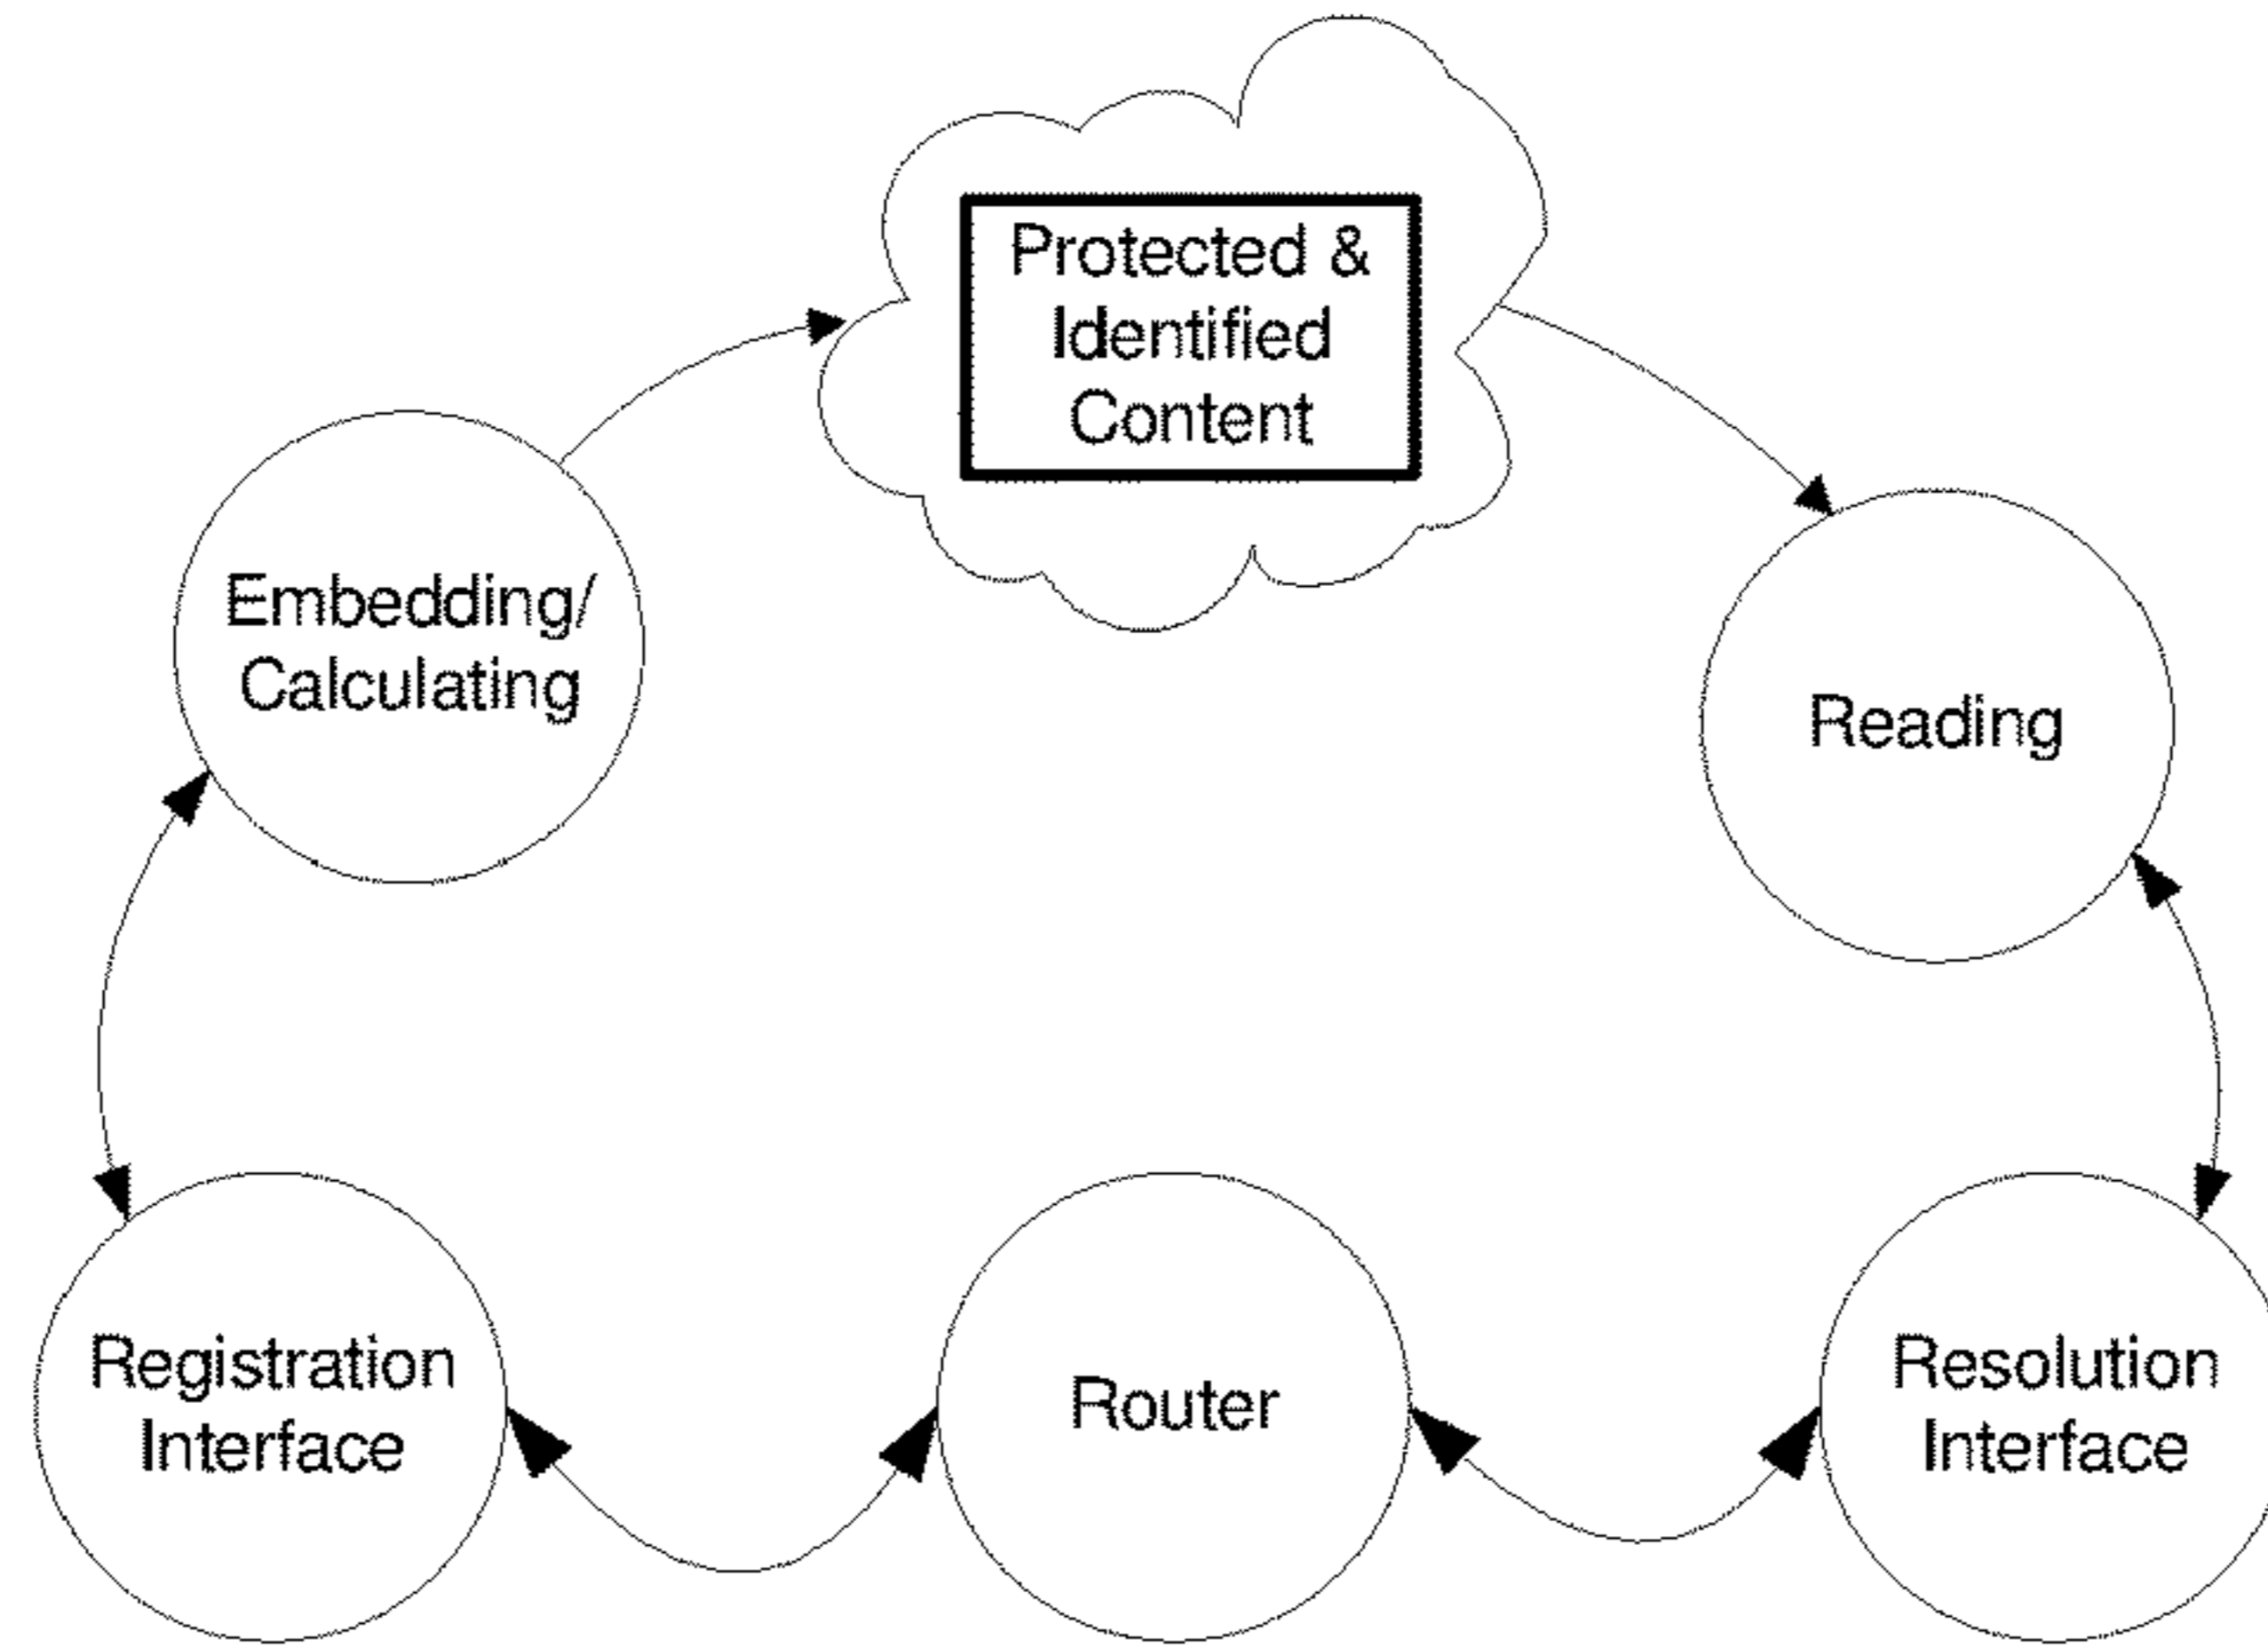 Protected &
Identified
Content
Embedding/
Calculating
Reading
Registration
Interface
Router
Resolution
Interface